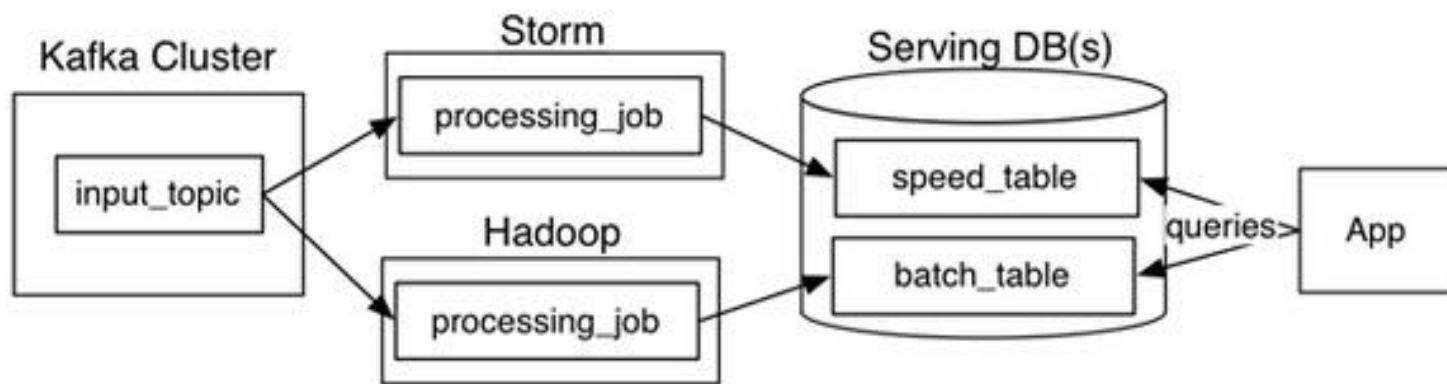 Kafka Cluster
input_topic
Storm
processing_job
Hadoop
processing_job
Serving DB(s)
speed_table
batch_table
queries
App